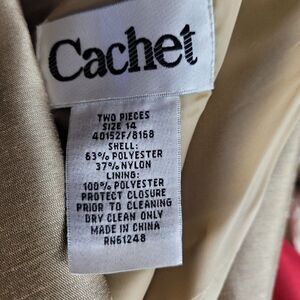 Cachet
TWO PIECES
SIZE 14
40152F/8168
SHELL:
63% POLYESTER
37% NYLON
LINING:
100% POLYESTER
PROTECT CLOSURE
PRIOR TO CLEANING
DRY CLEAN ONLY
MADE IN CHINA
RN61248